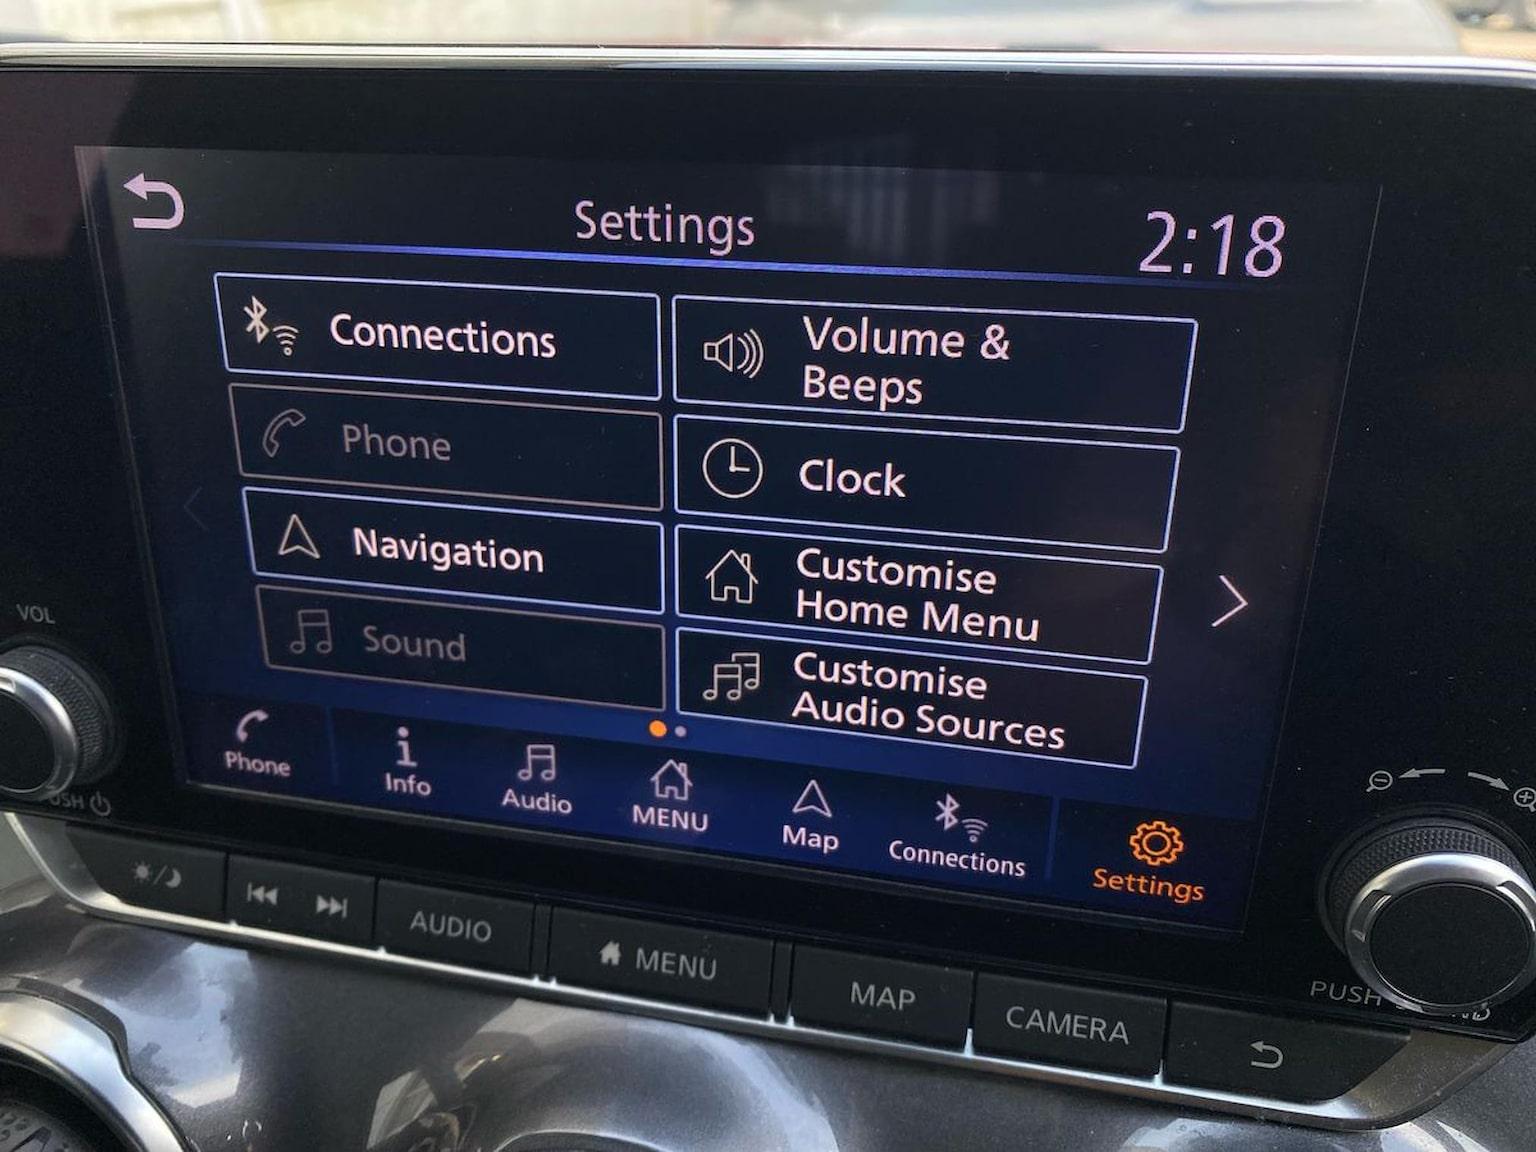 Settings
2:18
Connections
Volume &
Beeps
Phone
Clock
Navigation
Customise
Home Menu
Sound
Customise
Audio Sources
Phone
Info
Audio
MENU
Map
Connections
Settings
VOL
AUDIO
MENU
MAP
CAMERA
PUSH